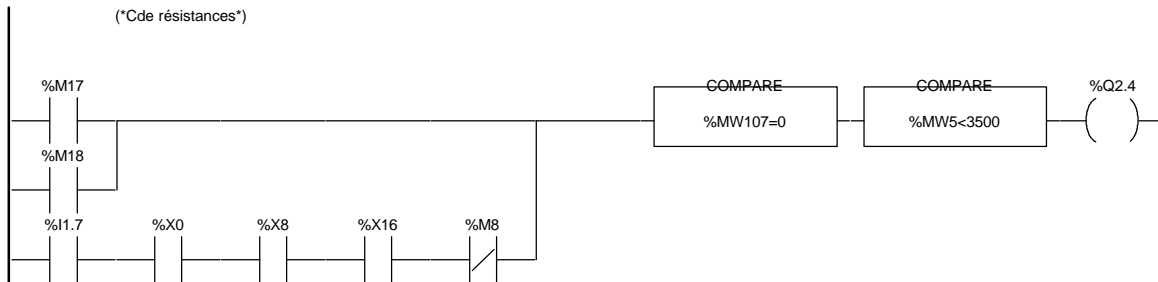 (*Cde résistances*)
%M17 COMPARE COMPARE %Q2.4
%MW107=0 %MW5<3500
%M18
%I1.7 %X0 %X8 %X16 %M8